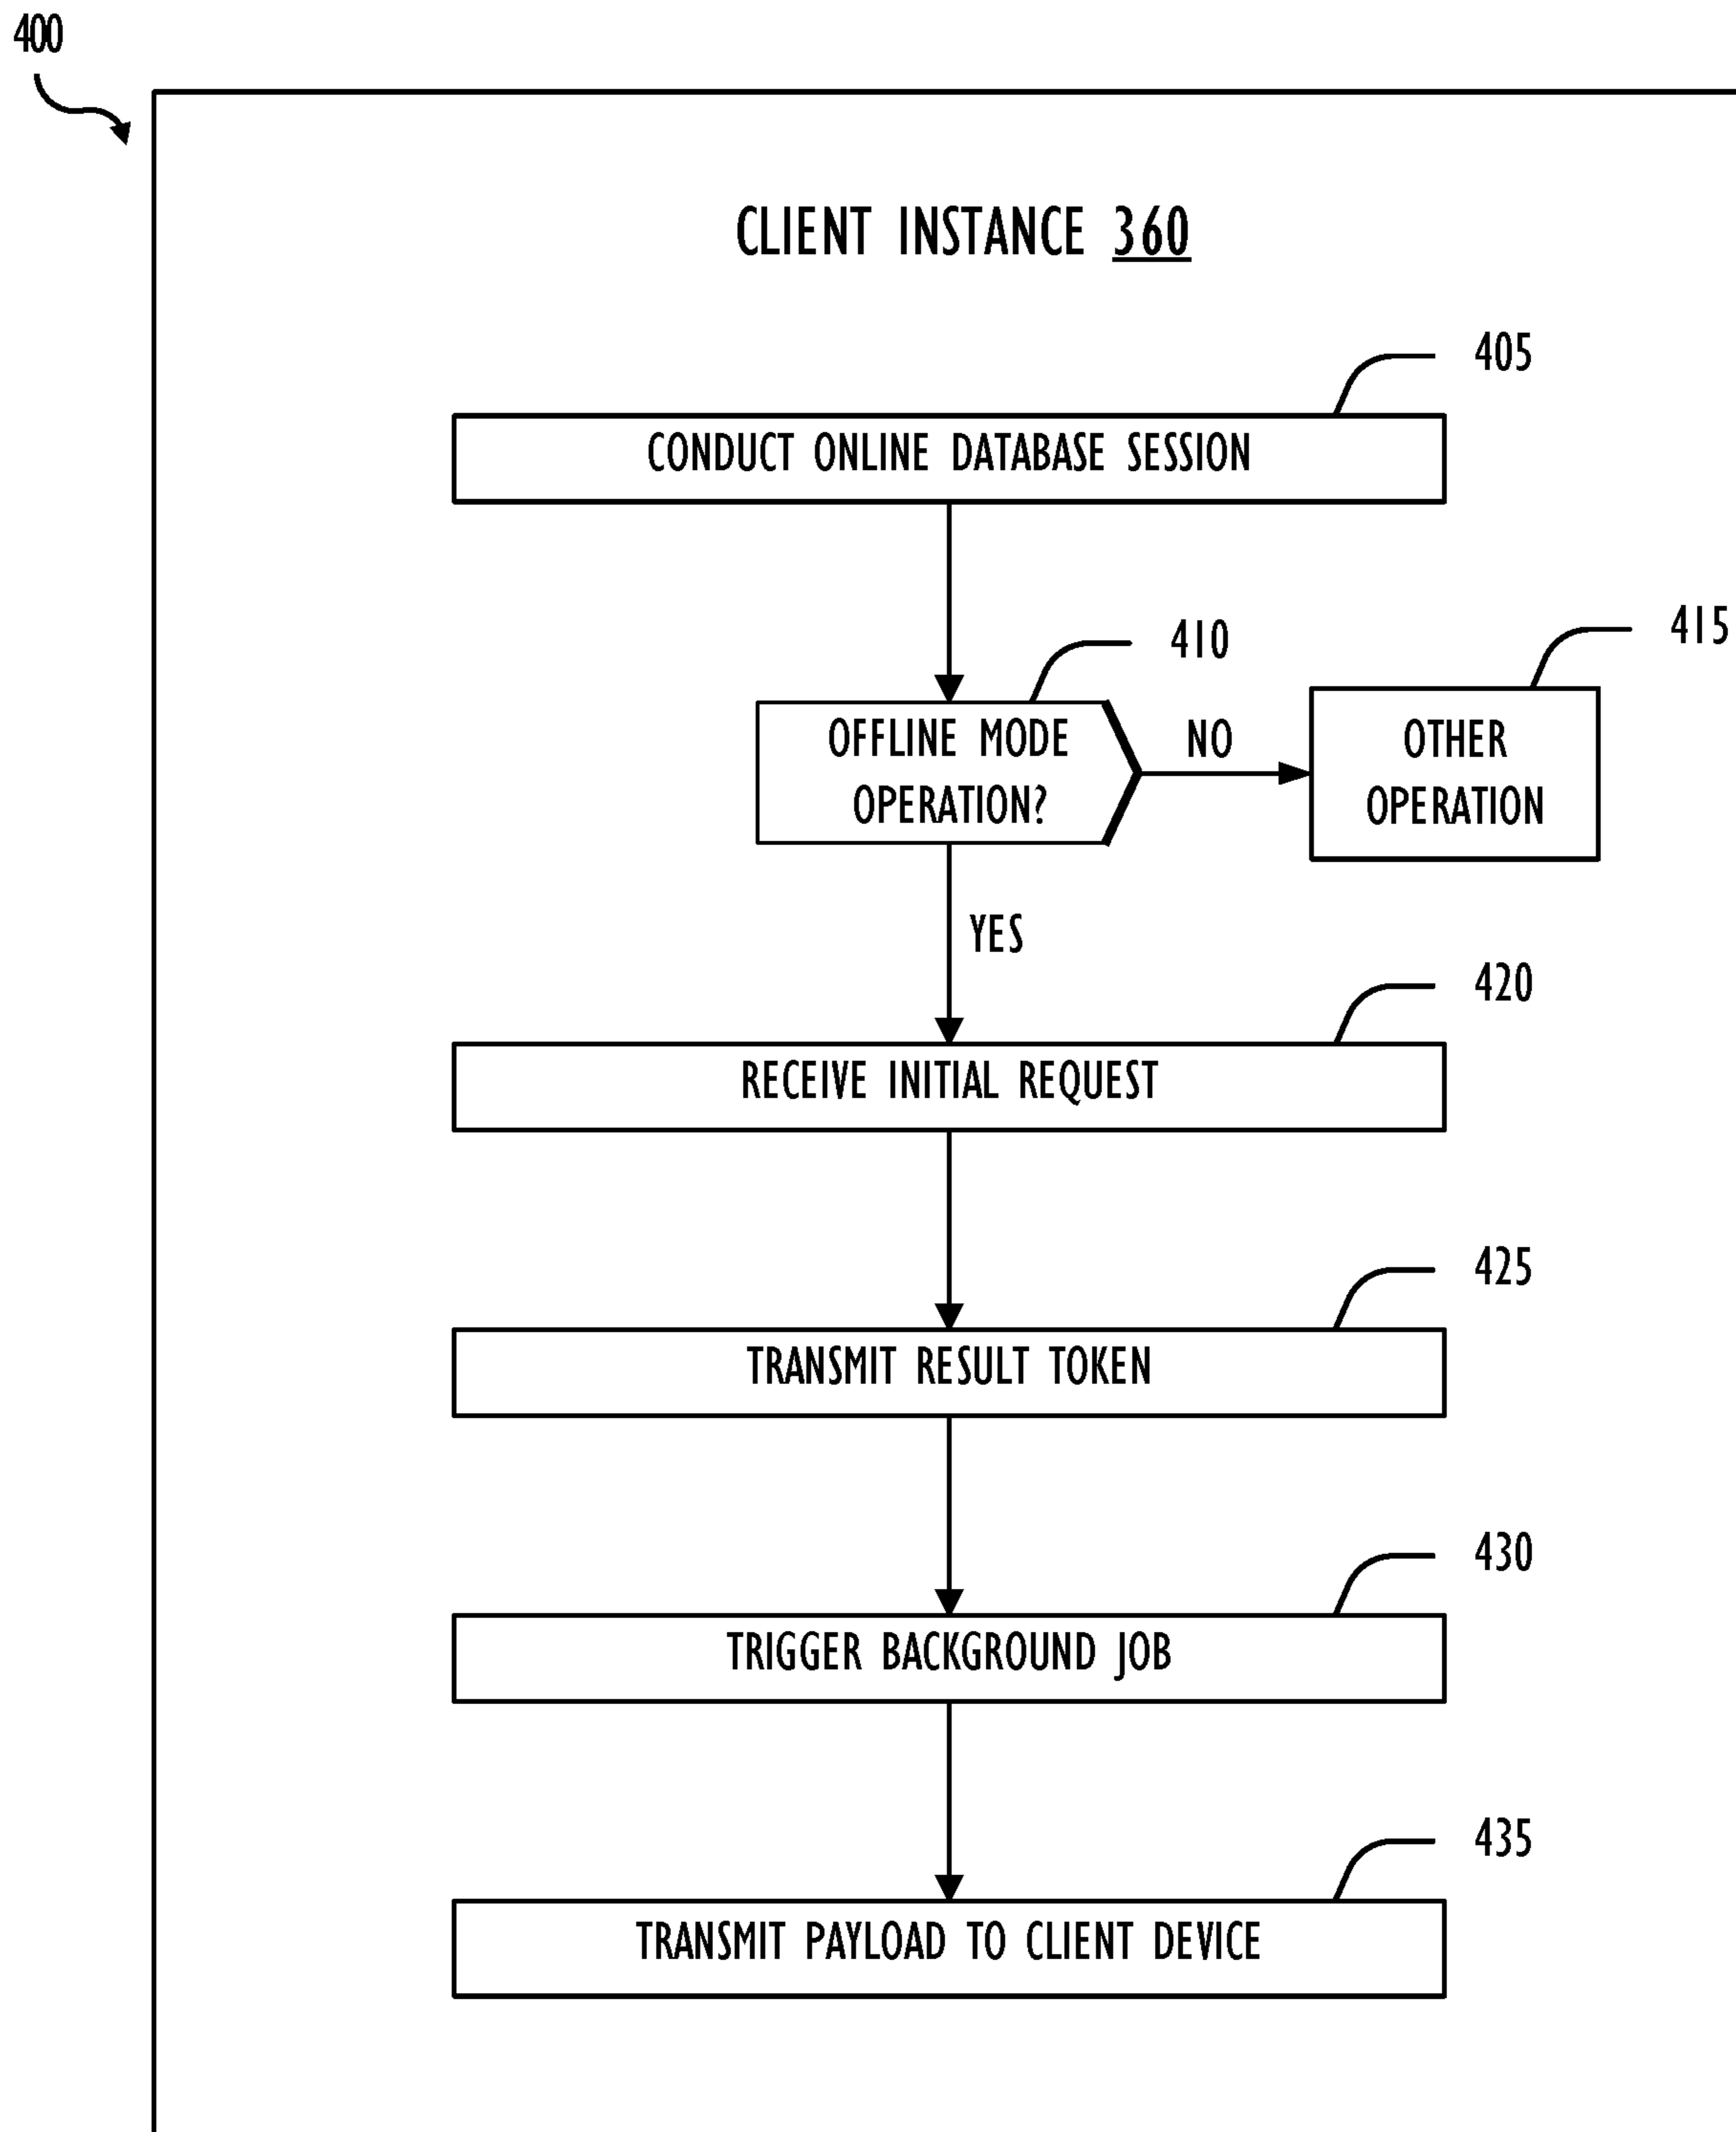 400
CLIENT INSTANCE 360
405
CONDUCT ONLINE DATABASE SESSION
410
415
OFFLINE MODE
OPERATION?
NO
OTHER
OPERATION
YES
420
RECEIVE INITIAL REQUEST
425
TRANSMIT RESULT TOKEN
430
TRIGGER BACKGROUND JOB
435
TRANSMIT PAYLOAD TO CLIENT DEVICE